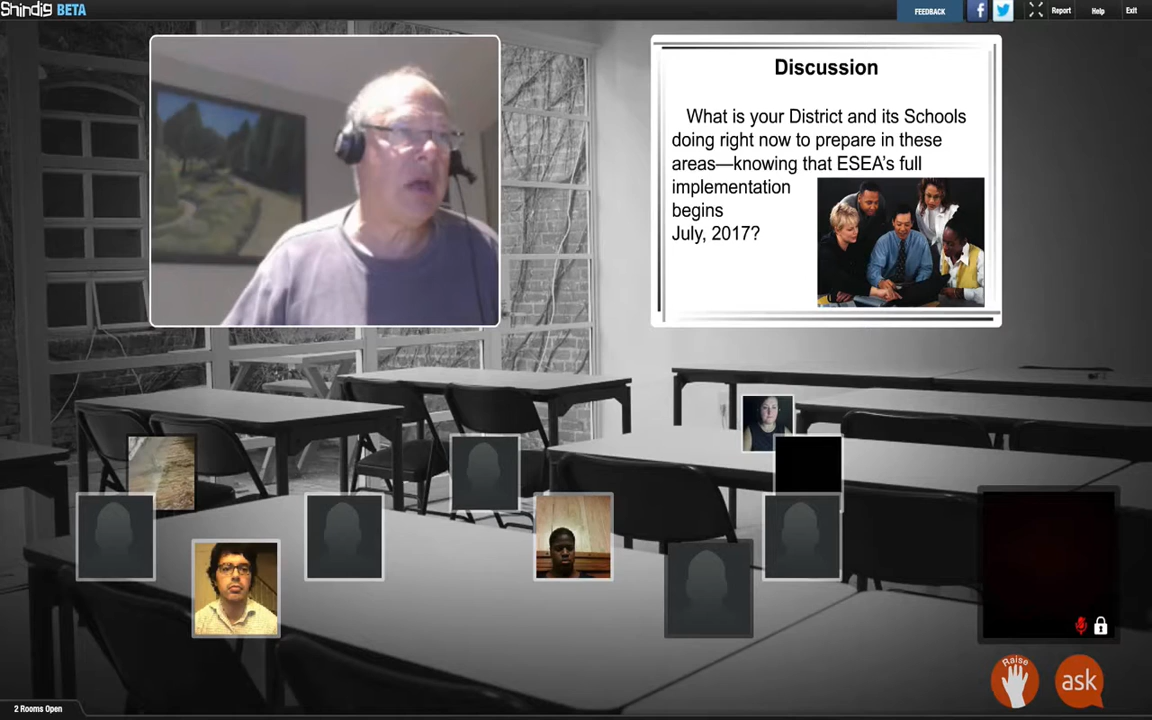 Shindig BETA
FEEDBACK
Report
Help
Exit
Discussion
What is your District and its Schools
doing right now to prepare in these
areas—knowing that ESEA's full
implementation
begins
July, 2017?
Raise
ask
2 Rooms Open